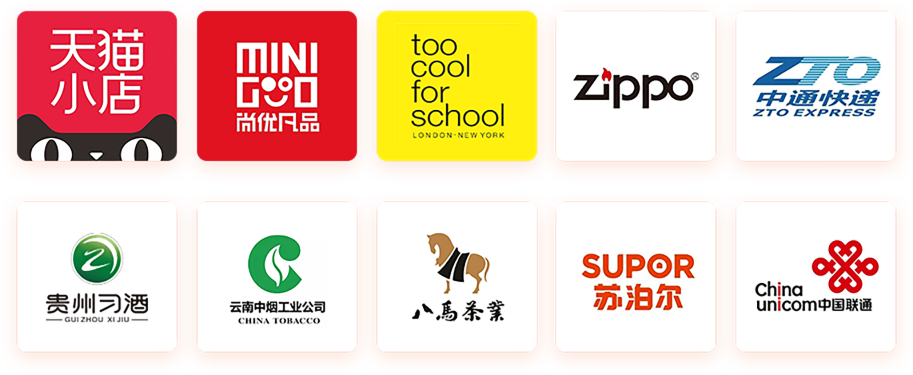 天猫
小店
MINI
GOOD
尚优凡品
too
cool
for
school
LONDON-NEW YORK
Zippo®
ZTO
中通快递
ZTO EXPRESS
贵州习酒
GUI ZHOU XI JIU
云南中烟工业公司
CHINA TOBACCO
八馬茶業
SUPOR
苏泊尔
China
unicom中国联通